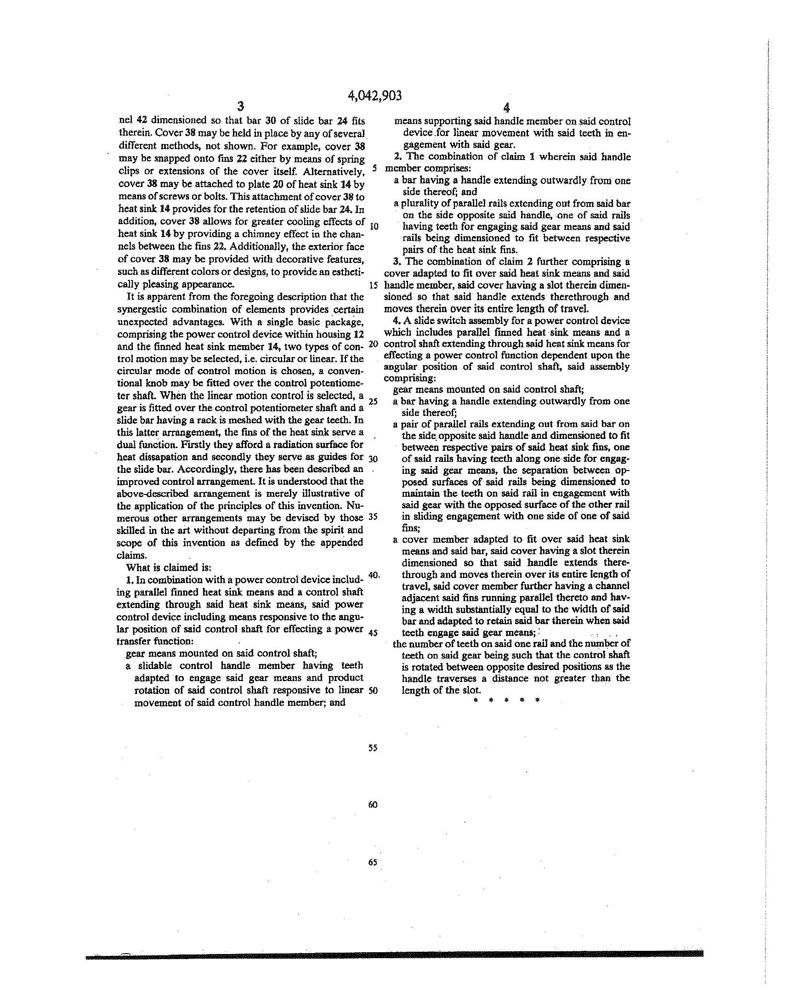 4,042,903
3
nel 42 dimensioned so that bar 30 of slide bar 24 fits
therein. Cover 38 may be held in place by any of several
different methods, not shown. For example, cover 38
may be snapped onto fins 22 either by means of spring
clips or extensions of the cover itself. Alternatively,
cover 38 may be attached to plate 20 of heat sink 14 by
means of screws or bolts. This attachment of cover 38 to
heat sink 14 provides for the retention of slide bar 24. In
addition, cover 38 allows for greater cooling effects of
heat sink 14 by providing a chimney effect in the chan-
nels between the fins 22. Additionally, the exterior face
of cover 38 may be provided with decorative features,
such as different colors or designs, to provide an estheti-
cally pleasing appearance.
It is apparent from the foregoing description that the
synergestic combination of elements provides certain
unexpected advantages. With a single basic package,
comprising the power control device within housing 12
and the finned heat sink member 14, two types of con-
trol motion may be selected, i.e. circular or linear. If the
circular mode of control motion is chosen, a conven-
tional knob may be fitted over the control potentiome-
ter shaft. When the linear motion control is selected, a
gear is fitted over the control potentiometer shaft and a
slide bar having a rack is meshed with the gear teeth. In
this latter arrangement, the fins of the heat sink serve a
dual function. Firstly they afford a radiation surface for
heat dissapation and secondly they serve as guides for
the slide bar. Accordingly, there has been described an
improved control arrangement. It is understood that the
above-described arrangement is merely illustrative of
the application of the principles of this invention. Nu-
merous other arrangements may be devised by those
skilled in the art without departing from the spirit and
scope of this invention as defined by the appended
claims.
What is claimed is:
1. In combination with a power control device includ-
ing parallel finned heat sink means and a control shaft
extending through said heat sink means, said power
control device including means responsive to the angu-
lar position of said control shaft for effecting a power
transfer function:
gear means mounted on said control shaft;
a slidable control handle member having teeth
adapted to engage said gear means and product
rotation of said control shaft responsive to linear
movement of said control handle member; and
5
10
15
20
25
30
35
40
45
50
55
60
65
4
means supporting said handle member on said control
device for linear movement with said teeth in en-
gagement with said gear.
2. The combination of claim 1 wherein said handle
member comprises:
a bar having a handle extending outwardly from one
side thereof; and
a plurality of parallel rails extending out from said bar
on the side opposite said handle, one of said rails
having teeth for engaging said gear means and said
rails being dimensioned to fit between respective
pairs of the heat sink fins.
3. The combination of claim 2 further comprising a
cover adapted to fit over said heat sink means and said
handle member, said cover having a slot therein dimen-
sioned so that said handle extends therethrough and
moves therein over its entire length of travel.
4. A slide switch assembly for a power control device
which includes parallel finned heat sink means and a
control shaft extending through said heat sink means for
effecting a power control function dependent upon the
angular position of said control shaft, said assembly
comprising:
gear means mounted on said control shaft;
a bar having a handle extending outwardly from one
side thereof;
a pair of parallel rails extending out from said bar on
the side opposite said handle and dimensioned to fit
between respective pairs of said heat sink fins, one
of said rails having teeth along one side for engag-
ing said gear means, the separation between op-
posed surfaces of said rails being dimensioned to
maintain the teeth on said rail in engagement with
said gear with the opposed surface of the other rail
in sliding engagement with one side of one of said
fins;
a cover member adapted to fit over said heat sink
means and said bar, said cover having a slot therein
dimensioned so that said handle extends there-
through and moves therein over its entire length of
travel, said cover member further having a channel
adjacent said fins running parallel thereto and hav-
ing a width substantially equal to the width of said
bar and adapted to retain said bar therein when said
teeth engage said gear means;
the number of teeth on said one rail and the number of
teeth on said gear being such that the control shaft
is rotated between opposite desired positions as the
handle traverses a distance not greater than the
length of the slot.
* * * * *